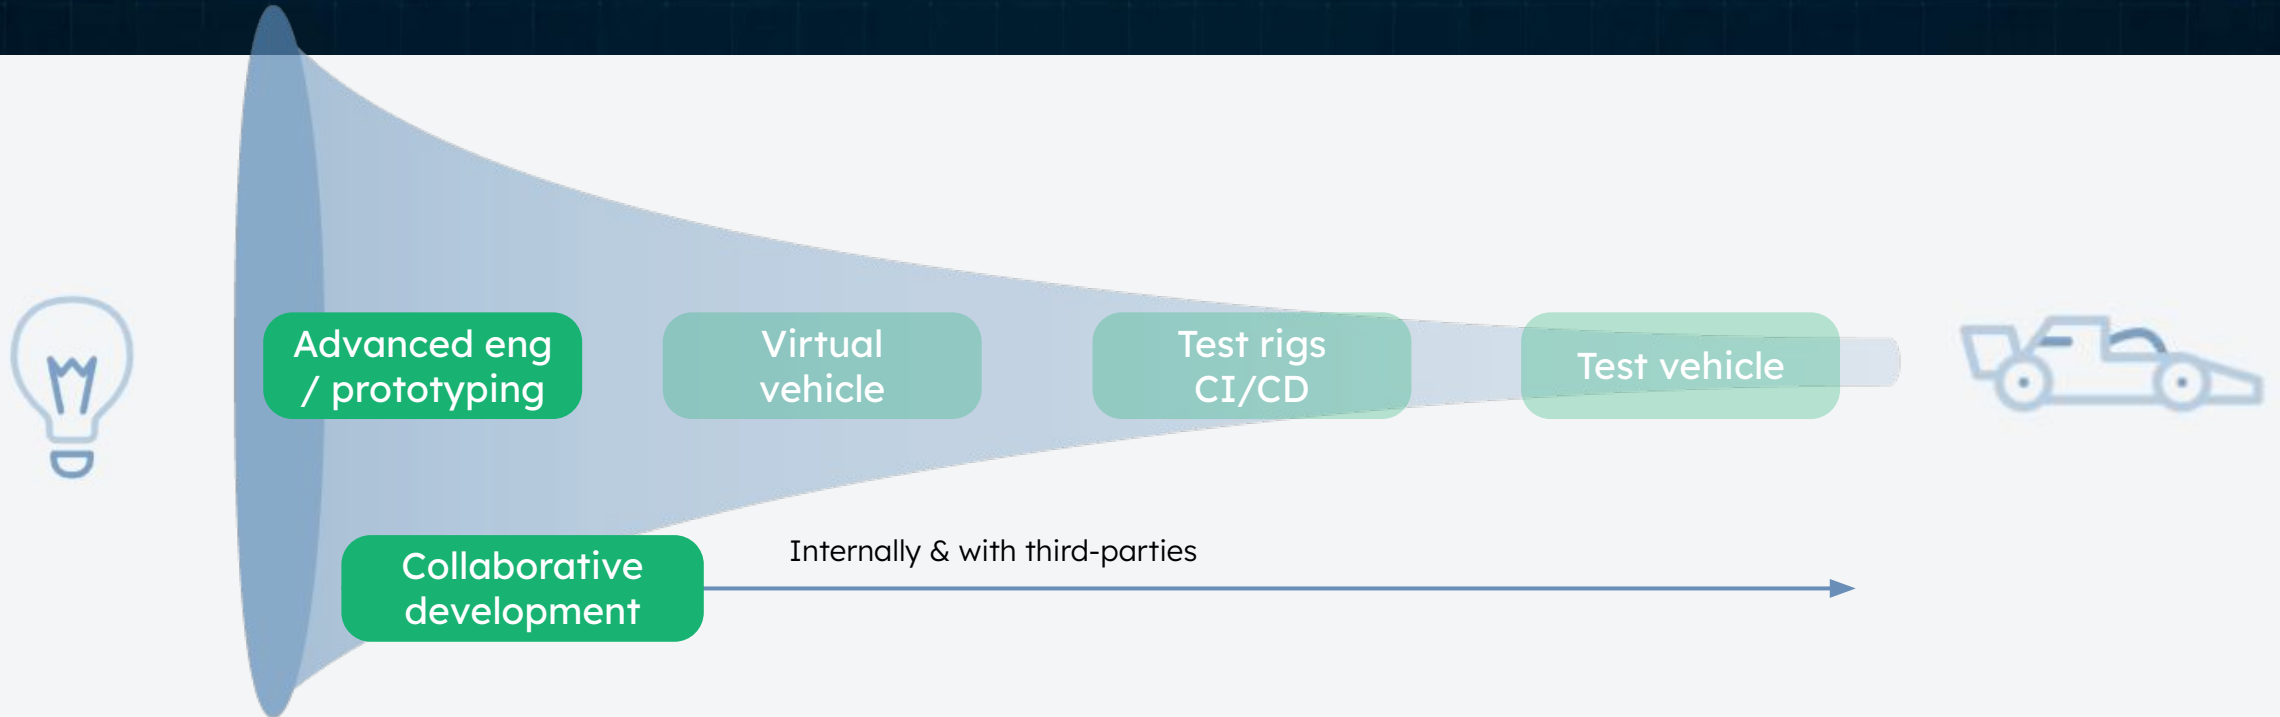 Advanced eng
/ prototyping
Virtual
vehicle
Test rigs
CI/CD
Test vehicle
Collaborative
development
Internally & with third-parties